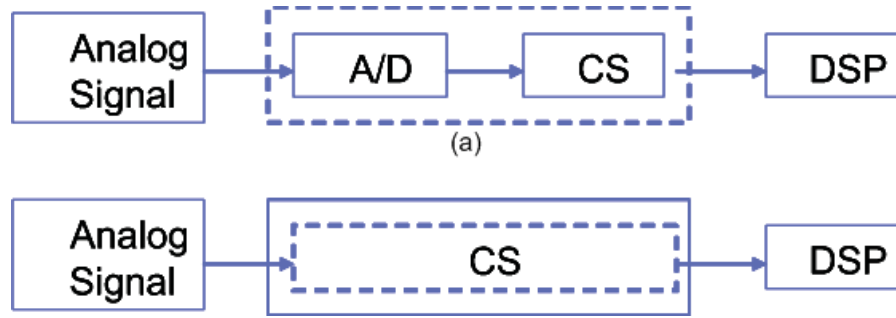 Analog
Signal
A/D
CS
DSP
(a)
Analog
Signal
CS
DSP